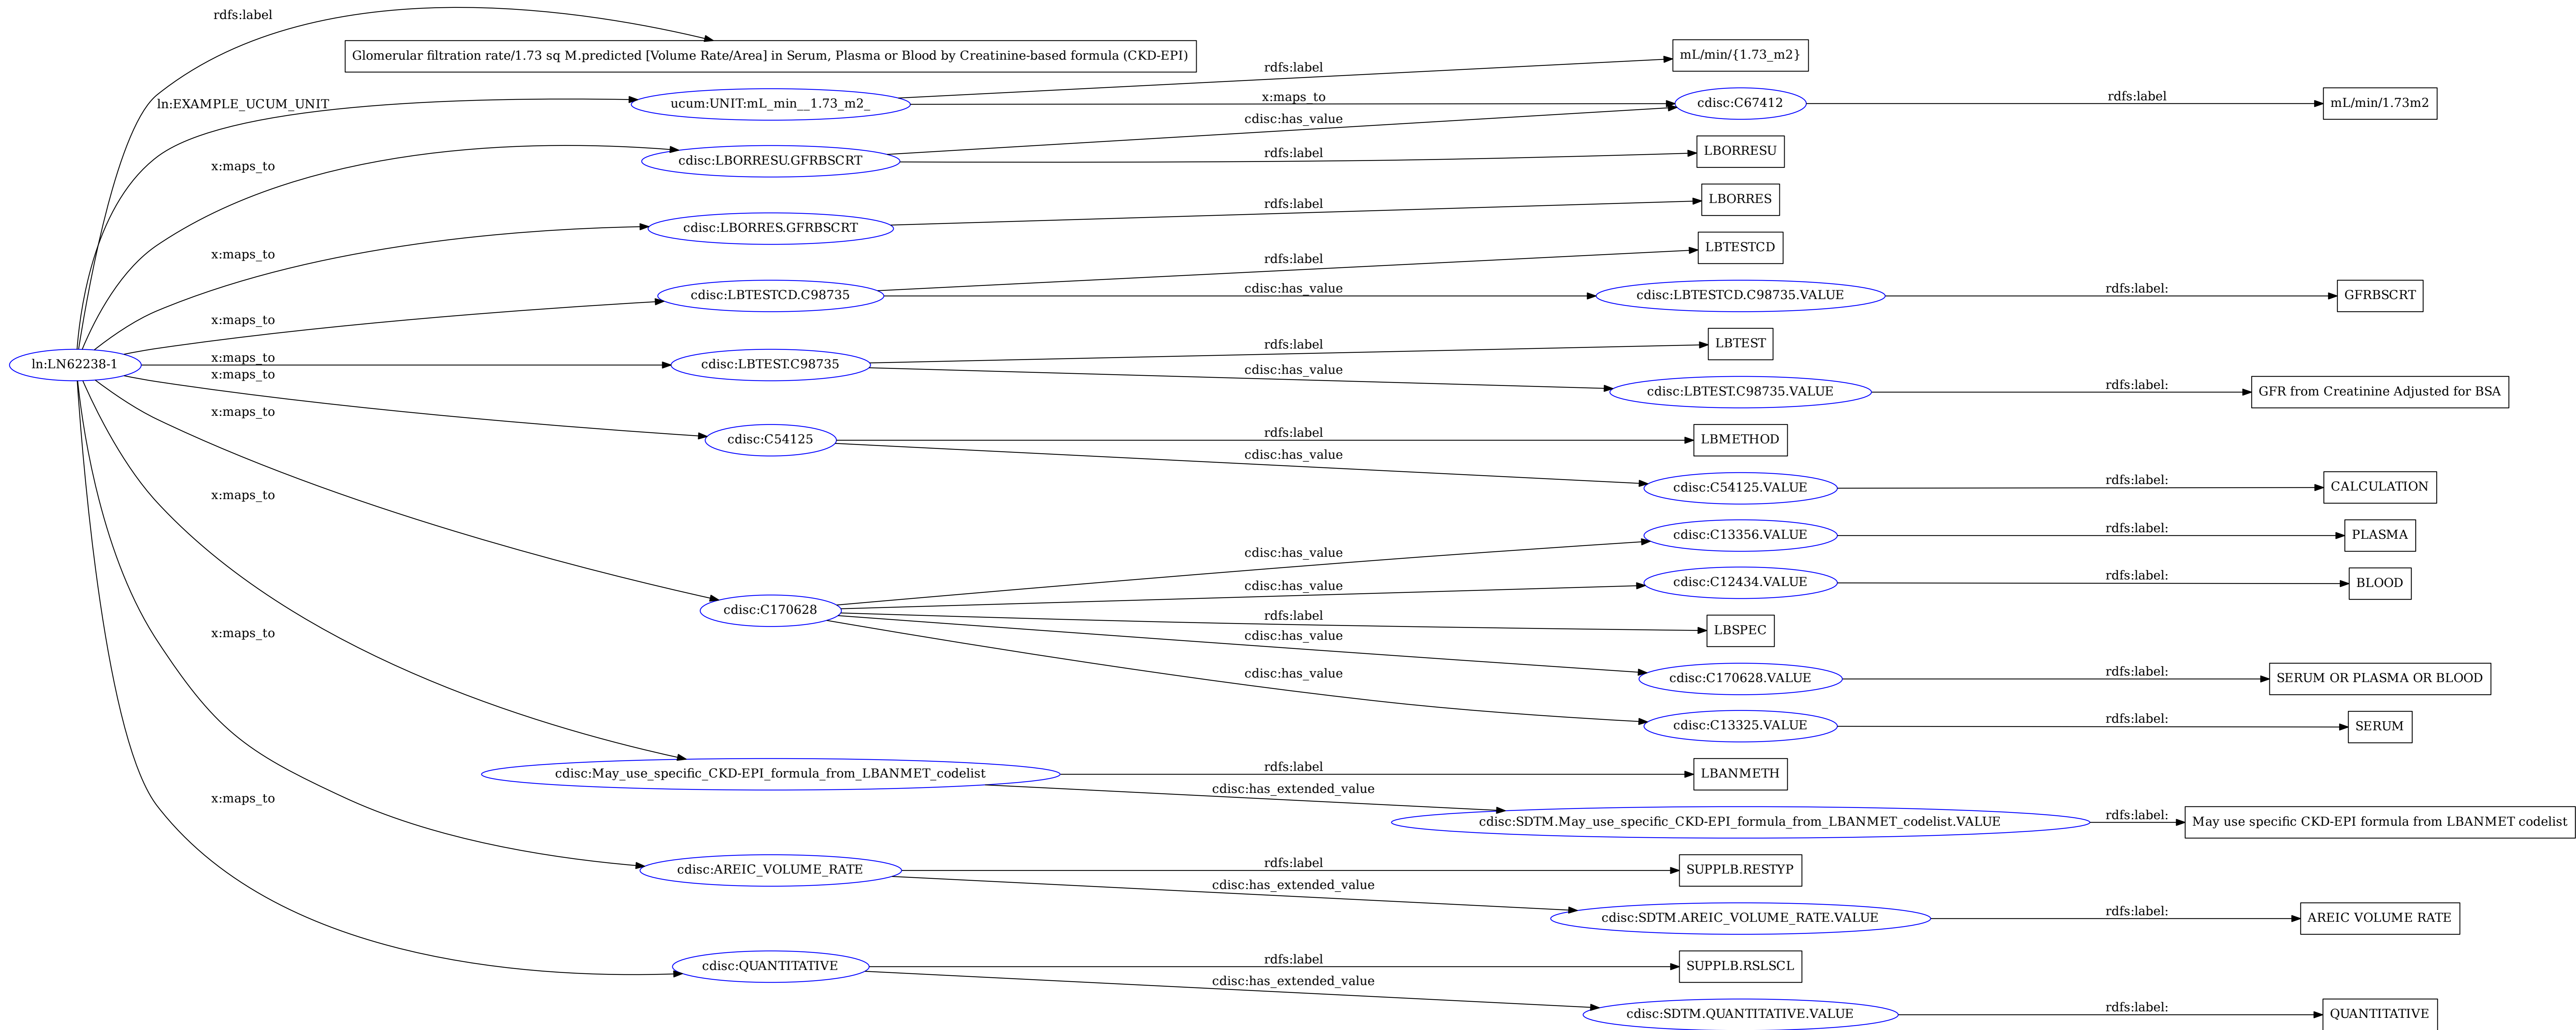 rdfs:label
Glomerular filtration rate/1.73 sq M.predicted [Volume Rate/Area] in Serum, Plasma or Blood by Creatinine-based formula (CKD-EPI)
rdfs:label
mL/min/{1.73_m2}
ln:EXAMPLE_UCUM_UNIT
ucum:UNIT:mL_min__1.73_m2_
x:maps_to
cdisc:C67412
rdfs:label
mL/min/1.73m2
cdisc:has_value
x:maps_to
cdisc:LBORRESU.GFRBSCRT
rdfs:label
LBORRESU
x:maps_to
cdisc:LBORRES.GFRBSCRT
rdfs:label
LBORRES
rdfs:label
LBTESTCD
x:maps_to
cdisc:LBTESTCD.C98735
cdisc:has_value
cdisc:LBTESTCD.C98735.VALUE
rdfs:label:
GFRBSCRT
rdfs:label
LBTEST
ln:LN62238-1
x:maps_to
cdisc:LBTEST.C98735
cdisc:has_value
cdisc:LBTEST.C98735.VALUE
rdfs:label:
GFR from Creatinine Adjusted for BSA
x:maps_to
cdisc:C54125
rdfs:label
LBMETHOD
cdisc:has_value
cdisc:C54125.VALUE
rdfs:label:
CALCULATION
x:maps_to
cdisc:C170628
cdisc:has_value
cdisc:C13356.VALUE
rdfs:label:
PLASMA
cdisc:has_value
cdisc:C12434.VALUE
rdfs:label:
BLOOD
rdfs:label
LBSPEC
cdisc:has_value
cdisc:C170628.VALUE
rdfs:label:
SERUM OR PLASMA OR BLOOD
cdisc:has_value
cdisc:C13325.VALUE
rdfs:label:
SERUM
x:maps_to
cdisc:May_use_specific_CKD-EPI_formula_from_LBANMET_codelist
rdfs:label
LBANMETH
cdisc:has_extended_value
cdisc:SDTM.May_use_specific_CKD-EPI_formula_from_LBANMET_codelist.VALUE
rdfs:label:
May use specific CKD-EPI formula from LBANMET codelist
x:maps_to
cdisc:AREIC_VOLUME_RATE
rdfs:label
SUPPLB.RESTYP
cdisc:has_extended_value
cdisc:SDTM.AREIC_VOLUME_RATE.VALUE
rdfs:label:
AREIC VOLUME RATE
x:maps_to
cdisc:QUANTITATIVE
rdfs:label
SUPPLB.RSLSCL
cdisc:has_extended_value
cdisc:SDTM.QUANTITATIVE.VALUE
rdfs:label:
QUANTITATIVE